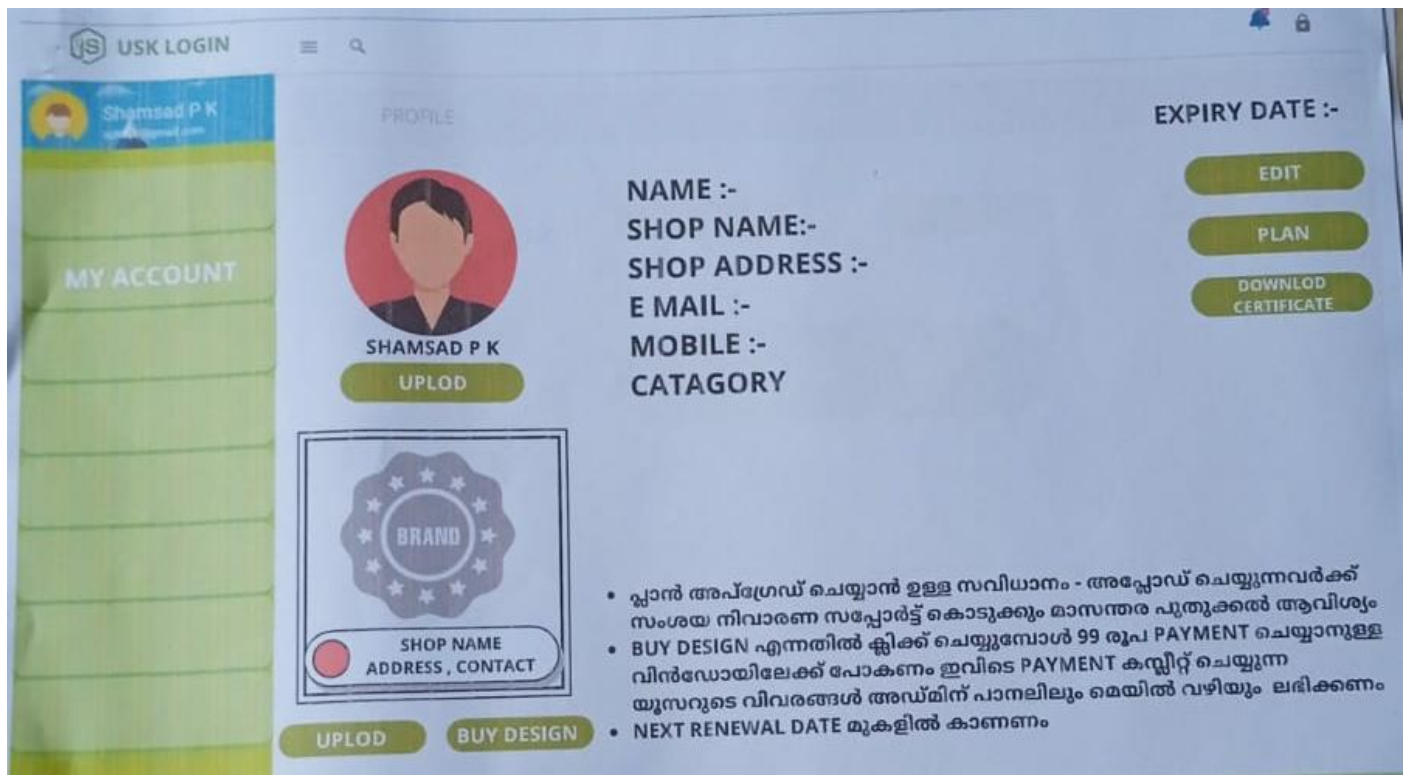 USK LOGIN
Shamsad P K
PROFILE
EXPIRY DATE :-
MY ACCOUNT
SHAMSAD P K
UPLOD
NAME :-
SHOP NAME:-
SHOP ADDRESS :-
E MAIL :-
MOBILE :-
CATAGORY
EDIT
PLAN
DOWNLOD
CERTIFICATE
BRAND
SHOP NAME
ADDRESS , CONTACT
UPLOD
BUY DESIGN
• പ്ലാൻ അപ്ഗ്രേഡ് ചെയ്യാൻ ഉള്ള സവിധാനം - അപ്ലോഡ് ചെയ്യുന്നവർക്ക്
സംശയ നിവാരണ സപ്പോർട്ട് കൊടുക്കും മാസന്തര പുതുക്കൽ ആവിശ്യം
• BUY DESIGN എന്നതിൽ ക്ലിക്ക് ചെയ്യുമ്പോൾ 99 രൂപ PAYMENT ചെയ്യാനുള്ള
വിൻഡോയിലേക്ക് പോകണം ഇവിടെ PAYMENT കമ്പ്ലീറ്റ് ചെയ്യുന്ന
യൂസറുടെ വിവരങ്ങൾ അഡ്മിന് പാനലിലും മെയിൽ വഴിയും ലഭിക്കണം
• NEXT RENEWAL DATE മുകളിൽ കാണണം